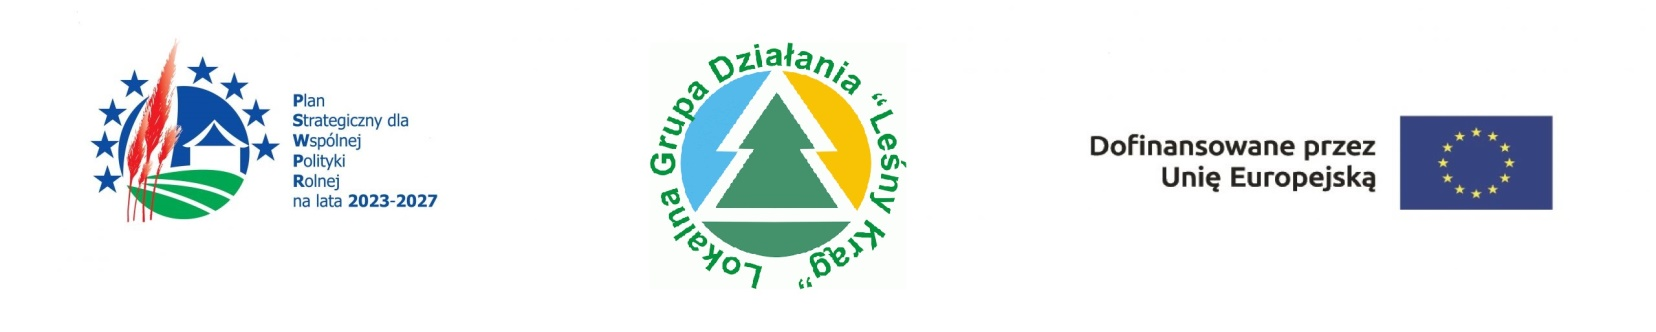 Plan
Strategiczny dla
Wspólnej
Polityki
Rolnej
na lata 2023-2027
Lokalna Grupa Działania “Leśny Krąg”
Dofinansowane przez
Unię Europejską